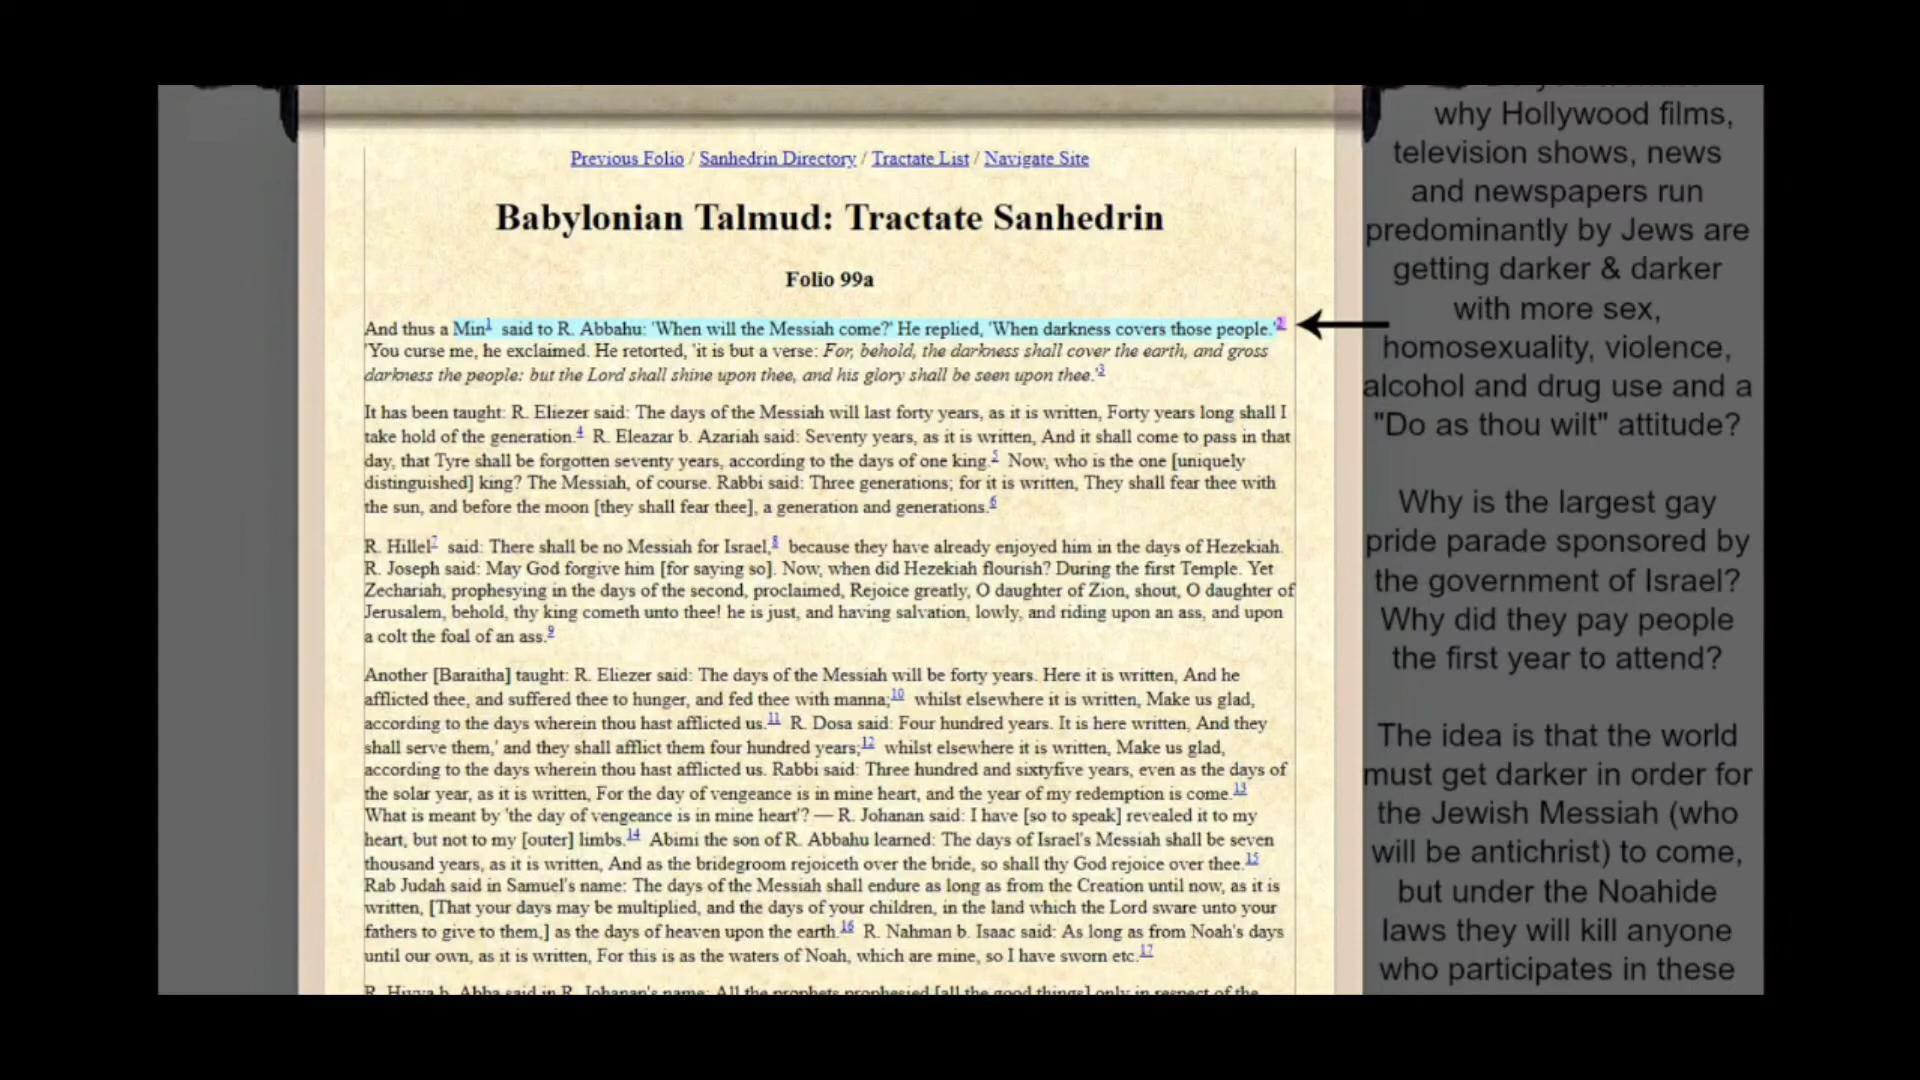 Previous Folio / Sanhedrin Directory / Tractate List / Navigate Site
Babylonian Talmud: Tractate Sanhedrin
Folio 99a
And thus a Min1 said to R. Abbahu: 'When will the Messiah come?' He replied, 'When darkness covers those people.'2
'You curse me, he exclaimed. He retorted, 'it is but a verse: For, behold, the darkness shall cover the earth, and gross
darkness the people: but the Lord shall shine upon thee, and his glory shall be seen upon thee.'3
It has been taught: R. Eliezer said: The days of the Messiah will last forty years, as it is written, Forty years long shall I
take hold of the generation.4 R. Eleazar b. Azariah said: Seventy years, as it is written, And it shall come to pass in that
day, that Tyre shall be forgotten seventy years, according to the days of one king.5 Now, who is the one [uniquely
distinguished] king? The Messiah, of course. Rabbi said: Three generations; for it is written, They shall fear thee with
the sun, and before the moon [they shall fear thee], a generation and generations.6
R. Hillel7 said: There shall be no Messiah for Israel,8 because they have already enjoyed him in the days of Hezekiah.
R. Joseph said: May God forgive him [for saying so]. Now, when did Hezekiah flourish? During the first Temple. Yet
Zechariah, prophesying in the days of the second, proclaimed, Rejoice greatly, O daughter of Zion, shout, O daughter of
Jerusalem, behold, thy king cometh unto thee! he is just, and having salvation, lowly, and riding upon an ass, and upon
a colt the foal of an ass.9
Another [Baraitha] taught: R. Eliezer said: The days of the Messiah will be forty years. Here it is written, And he
afflicted thee, and suffered thee to hunger, and fed thee with manna;10 whilst elsewhere it is written, Make us glad,
according to the days wherein thou hast afflicted us.11 R. Dosa said: Four hundred years. It is here written, And they
shall serve them,' and they shall afflict them four hundred years;12 whilst elsewhere it is written, Make us glad,
according to the days wherein thou hast afflicted us. Rabbi said: Three hundred and sixtyfive years, even as the days of
the solar year, as it is written, For the day of vengeance is in mine heart, and the year of my redemption is come.13
What is meant by 'the day of vengeance is in mine heart'? — R. Johanan said: I have [so to speak] revealed it to my
heart, but not to my [outer] limbs.14 Abimi the son of R. Abbahu learned: The days of Israel's Messiah shall be seven
thousand years, as it is written, And as the bridegroom rejoiceth over the bride, so shall thy God rejoice over thee.15
Rab Judah said in Samuel's name: The days of the Messiah shall endure as long as from the Creation until now, as it is
written, [That your days may be multiplied, and the days of your children, in the land which the Lord sware unto your
fathers to give to them,] as the days of heaven upon the earth.16 R. Nahman b. Isaac said: As long as from Noah's days
until our own, as it is written, For this is as the waters of Noah, which are mine, so I have sworn etc.17
R. Hiyya b. Abba said in R. Johanan's name: All the prophets prophesied [all the good things] only in respect of the
why Hollywood films,
television shows, news
and newspapers run
predominantly by Jews are
getting darker & darker
with more sex,
homosexuality, violence,
alcohol and drug use and a
"Do as thou wilt" attitude?
Why is the largest gay
pride parade sponsored by
the government of Israel?
Why did they pay people
the first year to attend?
The idea is that the world
must get darker in order for
the Jewish Messiah (who
will be antichrist) to come,
but under the Noahide
laws they will kill anyone
who participates in these